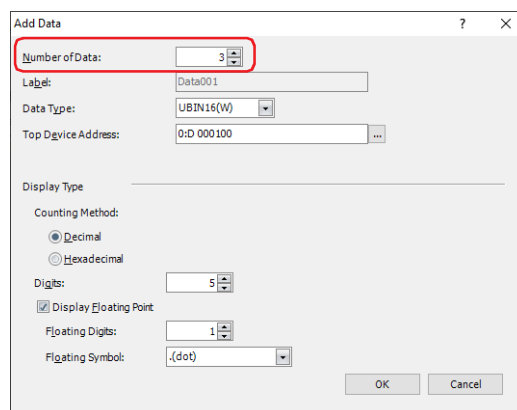 Add Data ? ×
Number of Data: 3
Label: Data001
Data Type: UBIN16(W)
Top Device Address: 0:D 000100 ...
Display Type
Counting Method:
Decimal
Hexadecimal
Digits: 5
Display Floating Point
Floating Digits: 1
Floating Symbol: .(dot)
OK Cancel